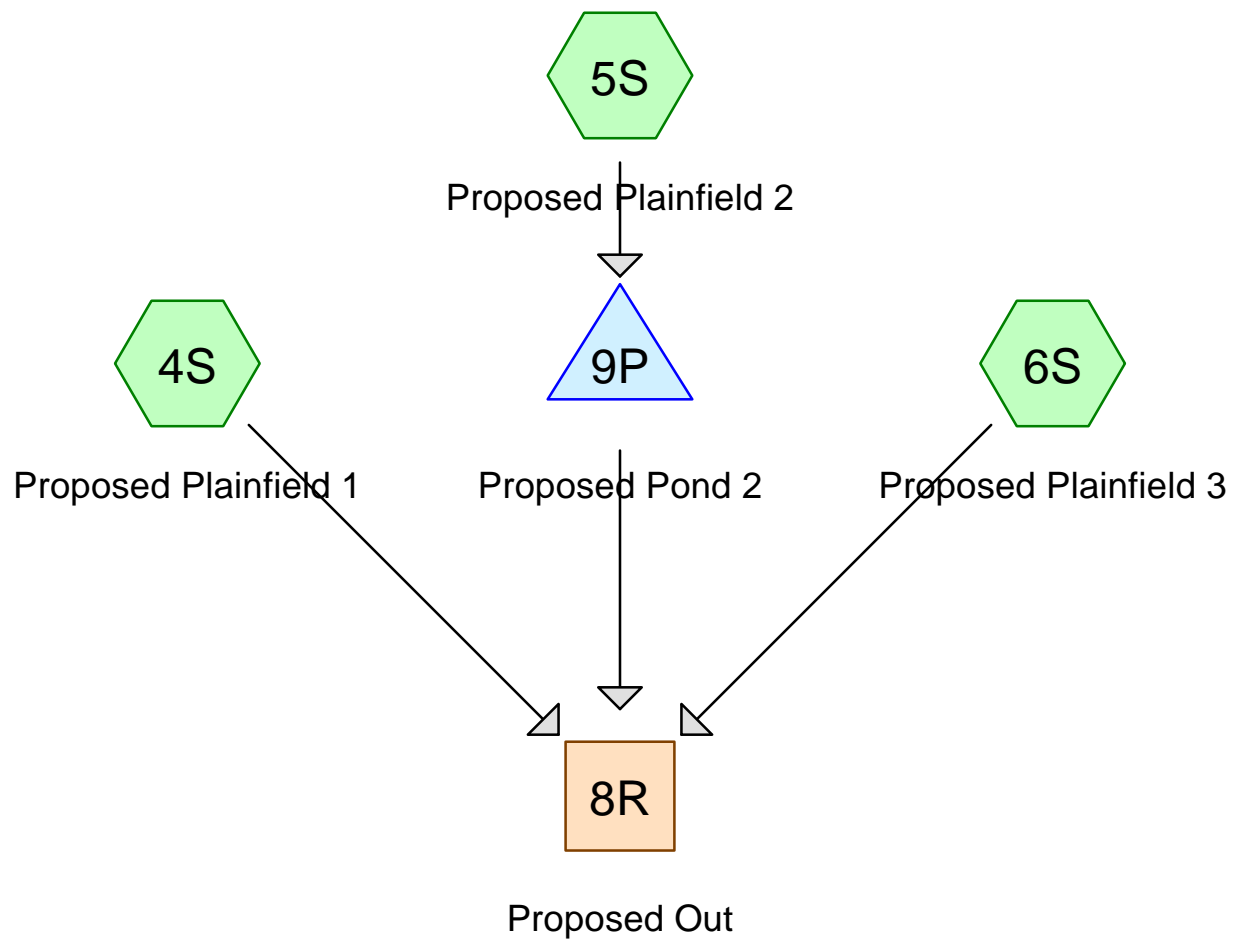 5S
Proposed Plainfield 2
4S
9P
6S
Proposed Plainfield 1
Proposed Pond 2
Proposed Plainfield 3
8R
Proposed Out